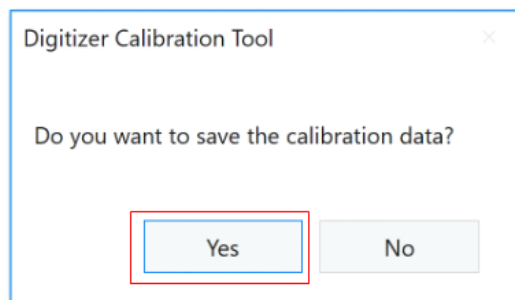 Digitizer Calibration Tool
Do you want to save the calibration data?
Yes No